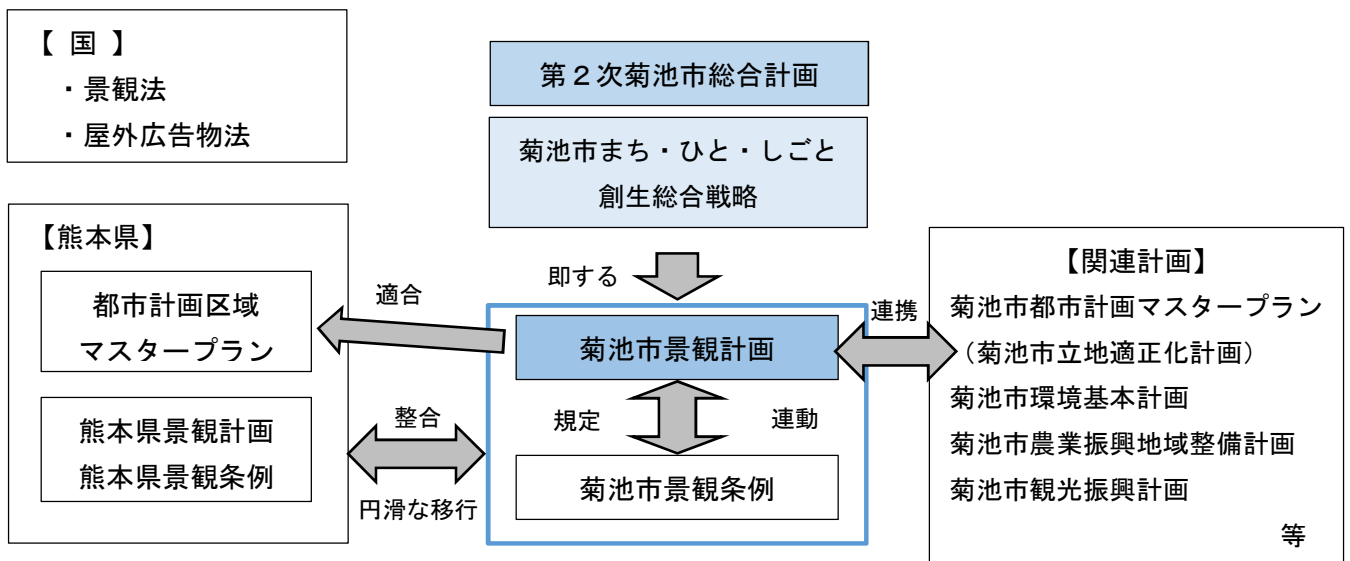 【 国 】
・景観法
・屋外広告物法
第２次菊池市総合計画
菊池市まち・ひと・しごと
創生総合戦略
即する
【熊本県】
都市計画区域
マスタープラン
適合
熊本県景観計画
熊本県景観条例
整合
円滑な移行
菊池市景観計画
規定
連動
菊池市景観条例
連携
【関連計画】
菊池市都市計画マスタープラン
（菊池市立地適正化計画）
菊池市環境基本計画
菊池市農業振興地域整備計画
菊池市観光振興計画
等